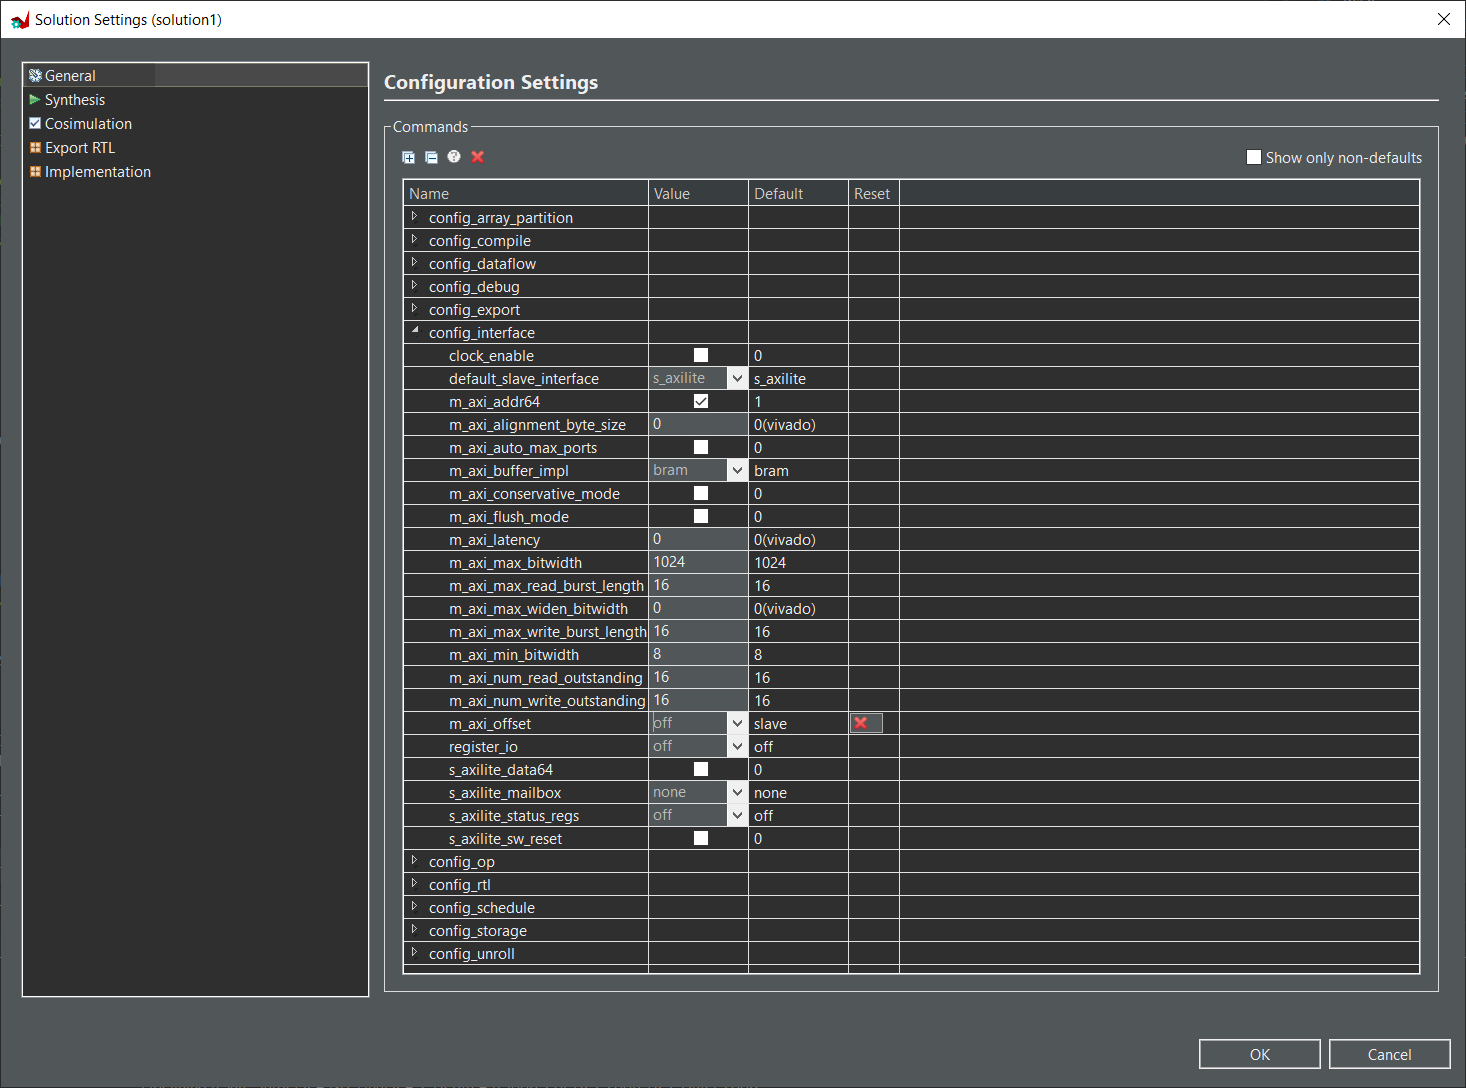 Solution Settings (solution1)
General
Synthesis
Cosimulation
Export RTL
Implementation
Configuration Settings
Commands
Show only non-defaults
Name Value Default Reset
config_array_partition
config_compile
config_dataflow
config_debug
config_export
config_interface
clock_enable 0
default_slave_interface s_axilite s_axilite
m_axi_addr64 1
m_axi_alignment_byte_size 0 0(vivado)
m_axi_auto_max_ports 0
m_axi_buffer_impl bram bram
m_axi_conservative_mode 0
m_axi_flush_mode 0
m_axi_latency 0 0(vivado)
m_axi_max_bitwidth 1024 1024
m_axi_max_read_burst_length 16 16
m_axi_max_widen_bitwidth 0 0(vivado)
m_axi_max_write_burst_length 16 16
m_axi_min_bitwidth 8 8
m_axi_num_read_outstanding 16 16
m_axi_num_write_outstanding 16 16
m_axi_offset off slave
register_io off off
s_axilite_data64 0
s_axilite_mailbox none none
s_axilite_status_regs off off
s_axilite_sw_reset 0
config_op
config_rtl
config_schedule
config_storage
config_unroll
OK Cancel